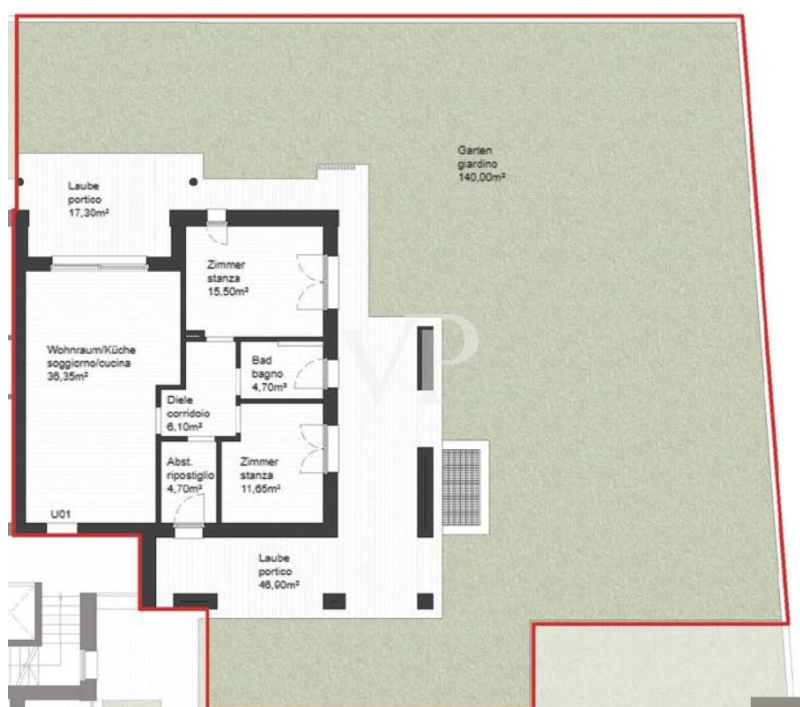 Garten
giardino
140,00m²
Laube
portico
17,30m²
Zimmer
stanza
15,50m²
Wohnraum/Küche
soggiorno/cucina
36,35m²
Bad
bagno
4,70m²
Diele
corridoio
6,10m²
Abst.
ripostiglio
4,70m²
Zimmer
stanza
11,65m²
U01
Laube
portico
46,90m²
VP